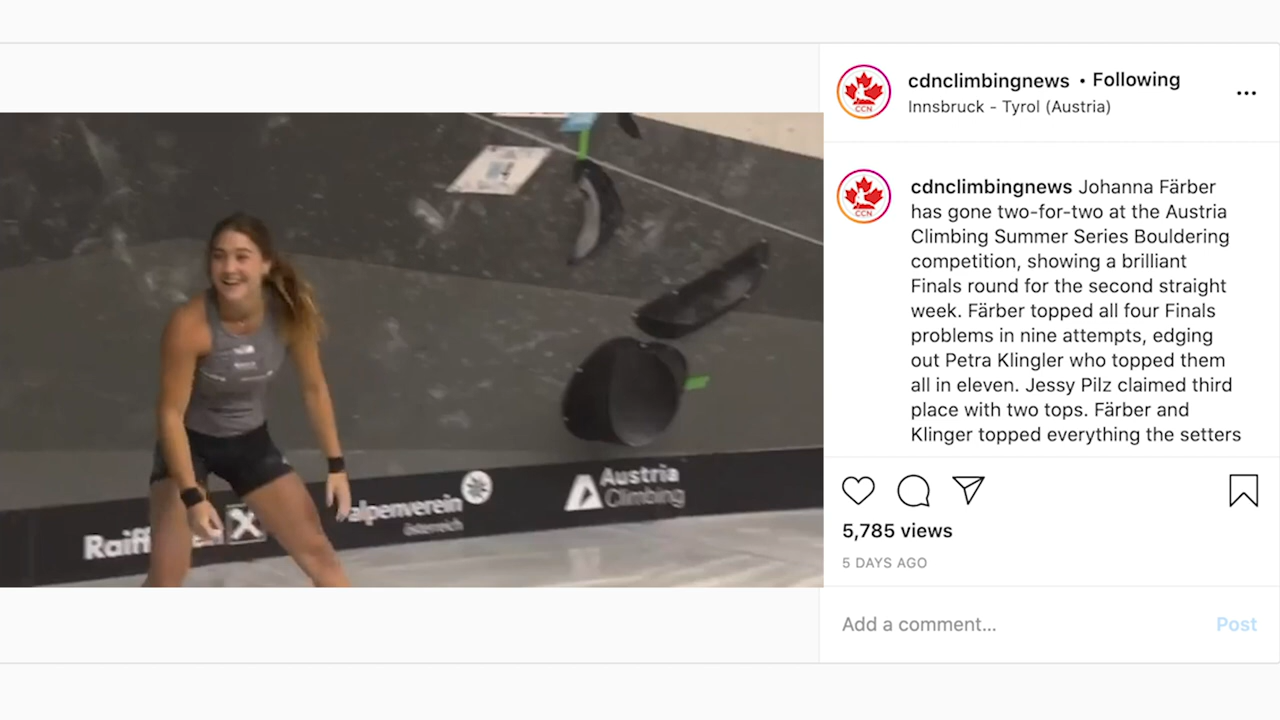 cdnclimbingnews • Following
Innsbruck - Tyrol (Austria)
CCN
cdnclimbingnews Johanna Färber
has gone two-for-two at the Austria
Climbing Summer Series Bouldering
competition, showing a brilliant
Finals round for the second straight
week. Färber topped all four Finals
problems in nine attempts, edging
out Petra Klingler who topped them
all in eleven. Jessy Pilz claimed third
place with two tops. Färber and
Klinger topped everything the setters
CCN
5,785 views
5 DAYS AGO
Add a comment...
Post
Raiff
alpenverein
österreich
Austria
Climbing